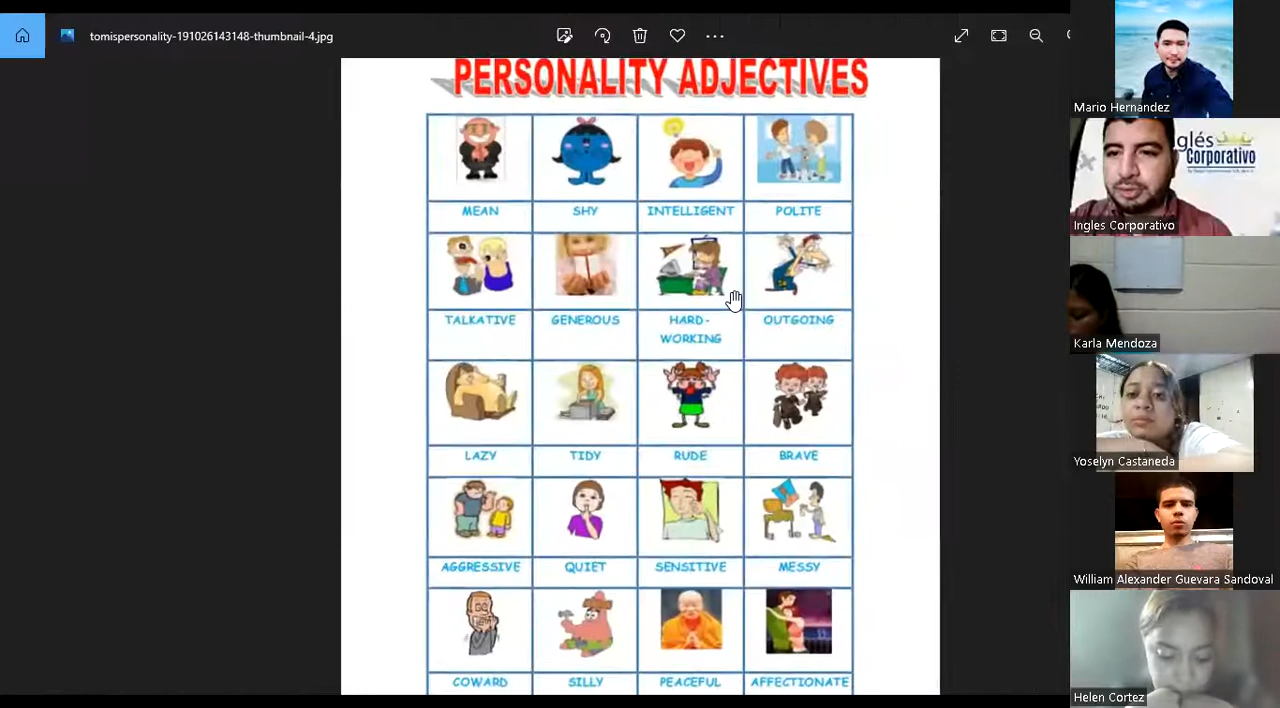 tomispersonality-191026143148-thumbnail-4.jpg
PERSONALITY ADJECTIVES
MEAN
SHY
INTELLIGENT
POLITE
TALKATIVE
GENEROUS
HARD-
WORKING
OUTGOING
LAZY
TIDY
RUDE
BRAVE
AGGRESSIVE
QUIET
SENSITIVE
MESSY
COWARD
SILLY
PEACEFUL
AFFECTIONATE
Mario Hernandez
glés
Corporativo
Ingles Corporativo
Karla Mendoza
Yoselyn Castaneda
William Alexander Guevara Sandoval
Helen Cortez